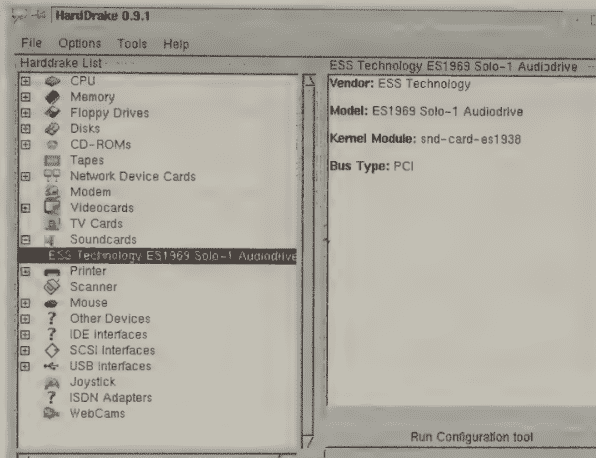 HardDrake 0.9.1
File Options Tools Help
Harddrake List
CPU
Memory
Floppy Drives
Disks
CD-ROMs
Tapes
Network Device Cards
Modem
Videocards
TV Cards
Soundcards
ESS Technology ES1969 Solo-1 Audiodrive
Printer
Scanner
Mouse
Other Devices
IDE Interfaces
SCSI Interfaces
USB Interfaces
Joystick
ISDN Adapters
WebCams
ESS Technology ES1969 Solo-1 Audiodrive
Vendor: ESS Technology
Model: ES1969 Solo-1 Audiodrive
Kernel Module: snd-card-es1938
Bus Type: PCI
Run Configuration tool